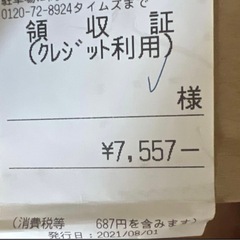 0120-72-8924タイムズまで
領収証
(クレジット利用)
様
¥7,557−
(消費税等 687円を含みます)
発行日:2021/08/01